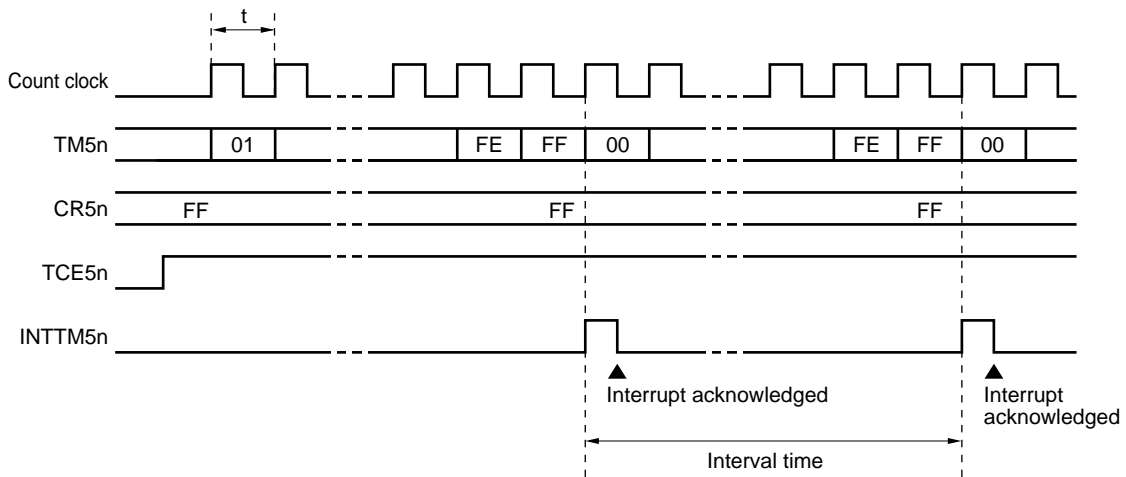 t
Count clock
TM5n 01 FE FF 00 FE FF 00
CR5n FF FF FF
TCE5n
INTTM5n
Interrupt acknowledged Interrupt
acknowledged
Interval time